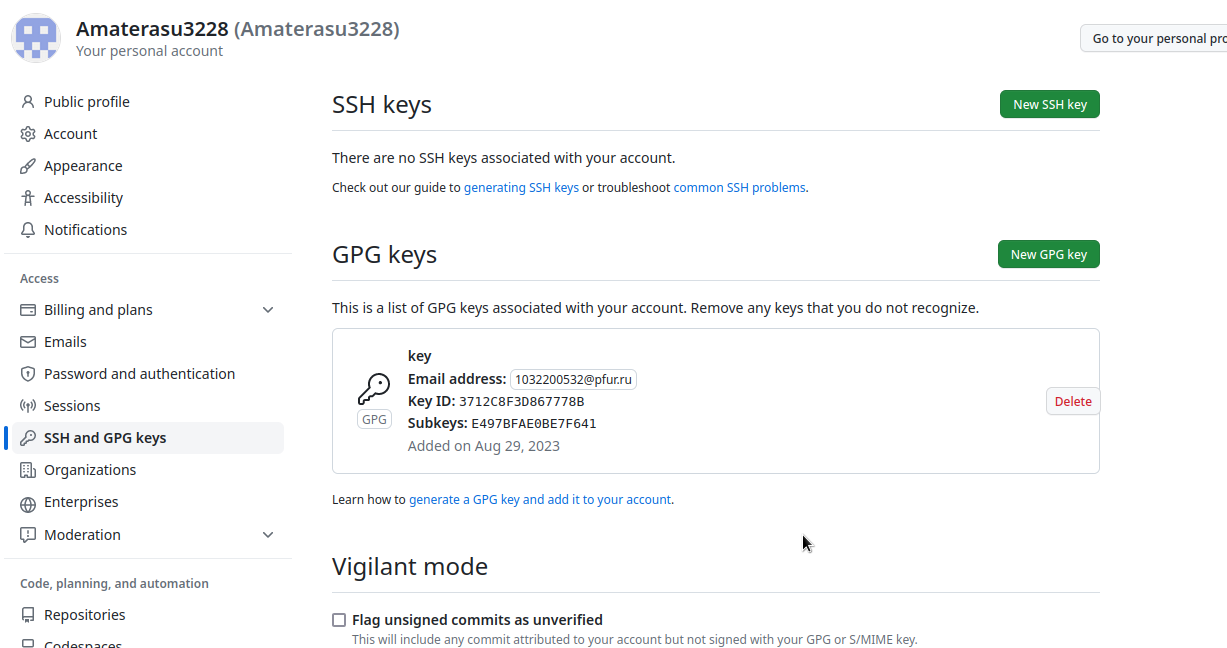 Amaterasu3228 (Amaterasu3228)
Your personal account
Go to your personal pro
Public profile
Account
Appearance
Accessibility
Notifications
Access
Billing and plans
Emails
Password and authentication
Sessions
SSH and GPG keys
Organizations
Enterprises
Moderation
Code, planning, and automation
Repositories
Codespaces
SSH keys
New SSH key
There are no SSH keys associated with your account.
Check out our guide to generating SSH keys or troubleshoot common SSH problems.
GPG keys
New GPG key
This is a list of GPG keys associated with your account. Remove any keys that you do not recognize.
key
Email address: 1032200532@pfur.ru
Key ID: 3712C8F3D867778B
GPG
Subkeys: E497BFAE0BE7F641
Added on Aug 29, 2023
Delete
Learn how to generate a GPG key and add it to your account.
Vigilant mode
Flag unsigned commits as unverified
This will include any commit attributed to your account but not signed with your GPG or S/MIME key.